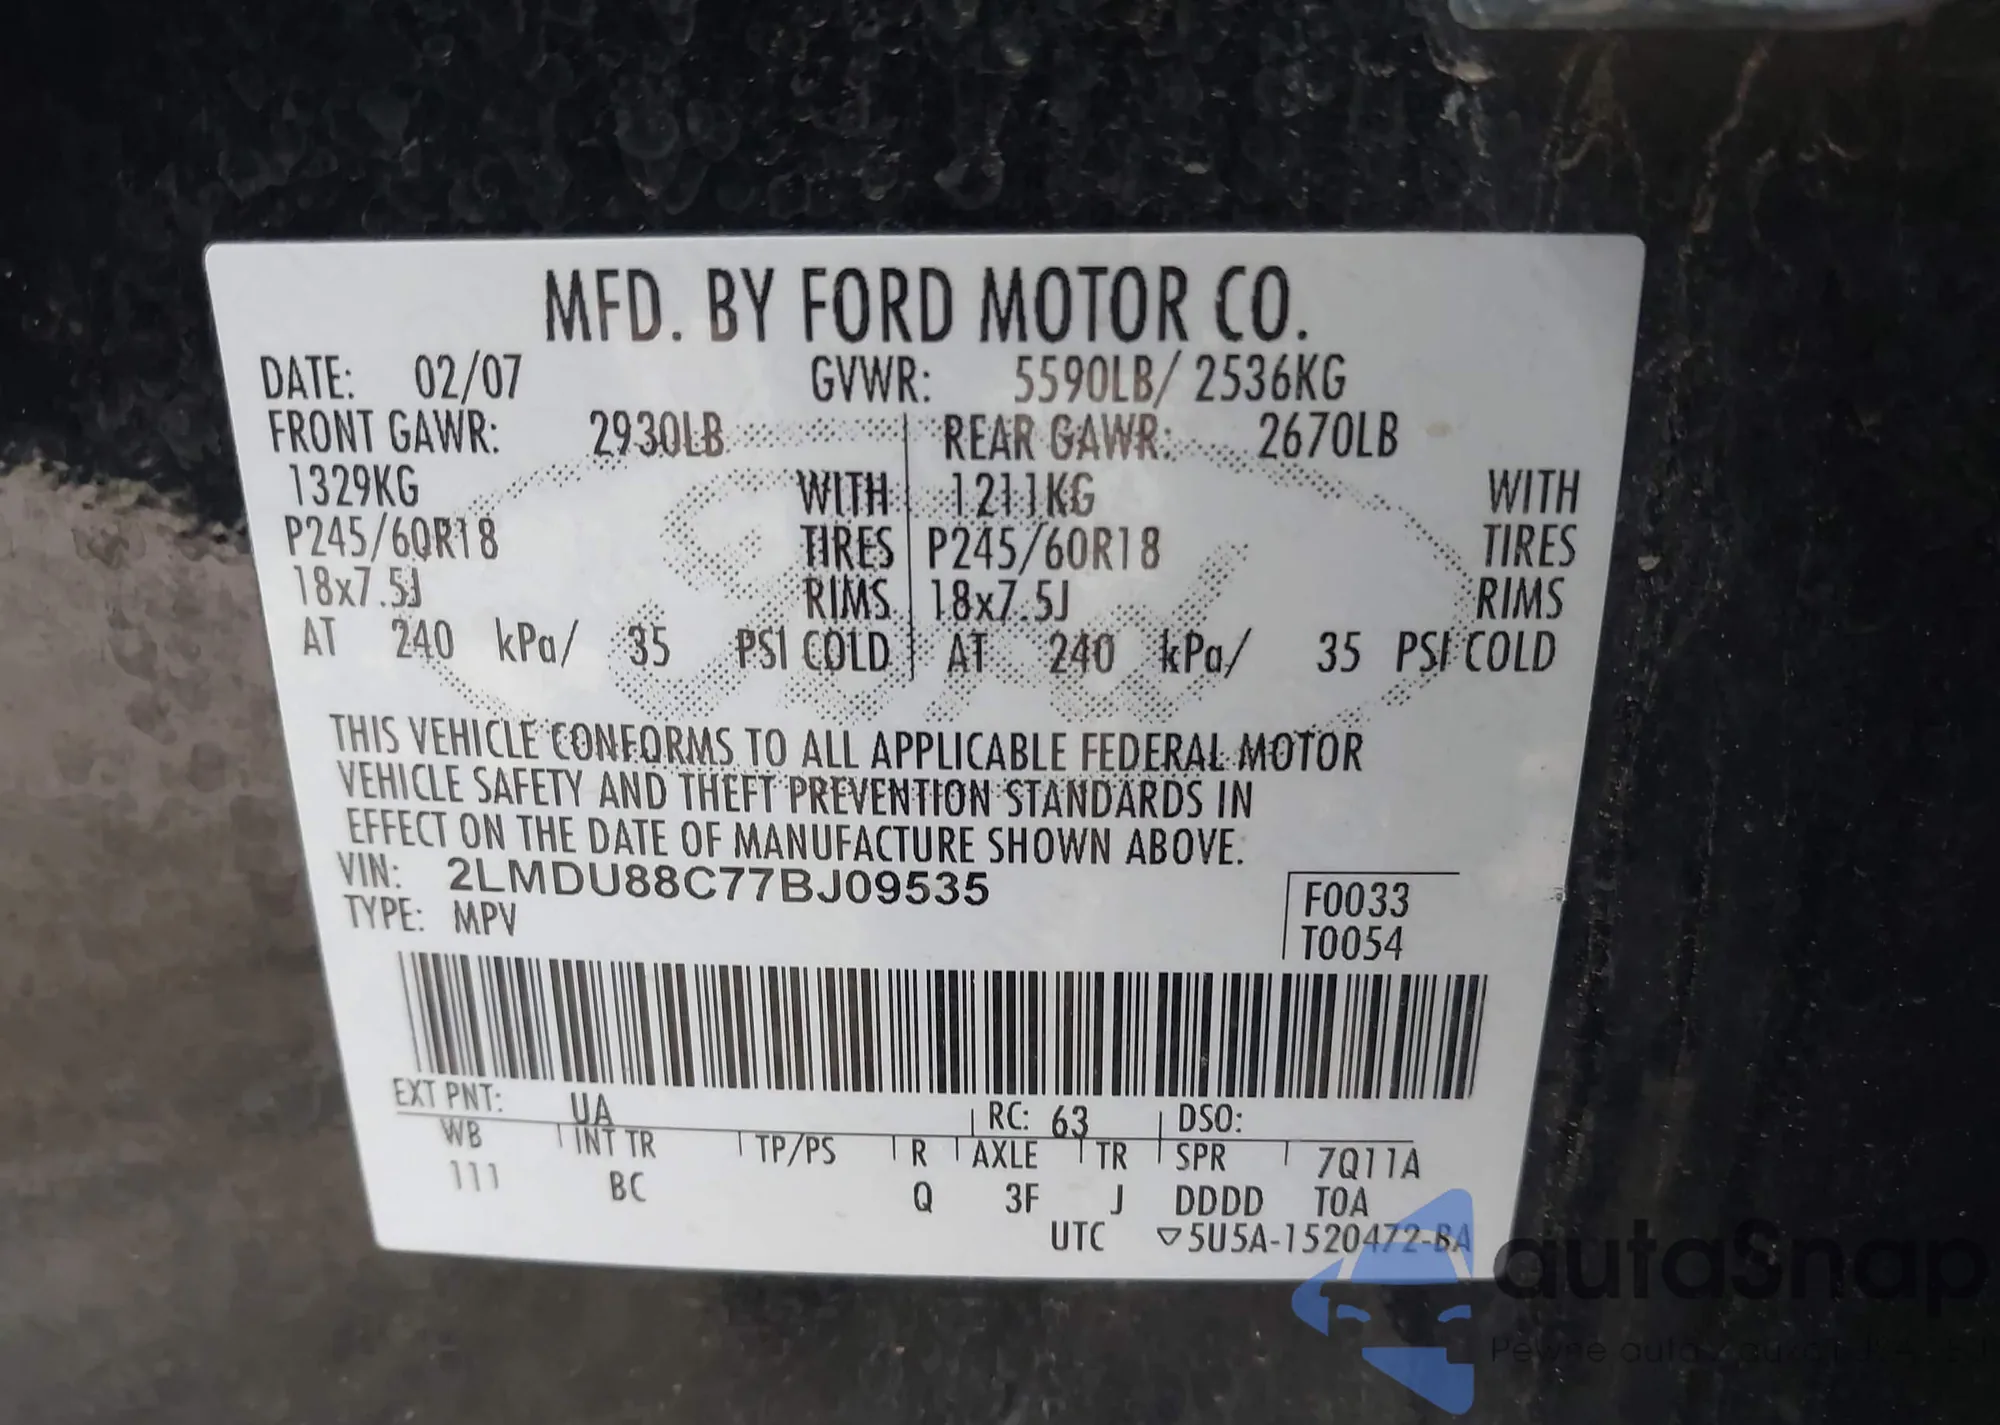 MFD. BY FORD MOTOR CO.
DATE: 02/07 GVWR: 5590LB/ 2536KG
FRONT GAWR: 2930LB REAR GAWR: 2670LB
1329KG WITH 1211KG WITH
P245/60R18 TIRES P245/60R18 TIRES
18x7.5J RIMS 18x7.5J RIMS
AT 240 kPa/ 35 PSI COLD AT 240 kPa/ 35 PSI COLD
THIS VEHICLE CONFORMS TO ALL APPLICABLE FEDERAL MOTOR
VEHICLE SAFETY AND THEFT PREVENTION STANDARDS IN
EFFECT ON THE DATE OF MANUFACTURE SHOWN ABOVE.
VIN: 2LMDU88C77BJ09535
TYPE: MPV
F0033
T0054
EXT PNT: UA RC: 63 DSO:
WB INT TR TP/PS R AXLE TR SPR 7Q11A
111 BC Q 3F J DDDD TOA
UTC ▽5U5A-1520472-BA
autaSnap
Pewne auta